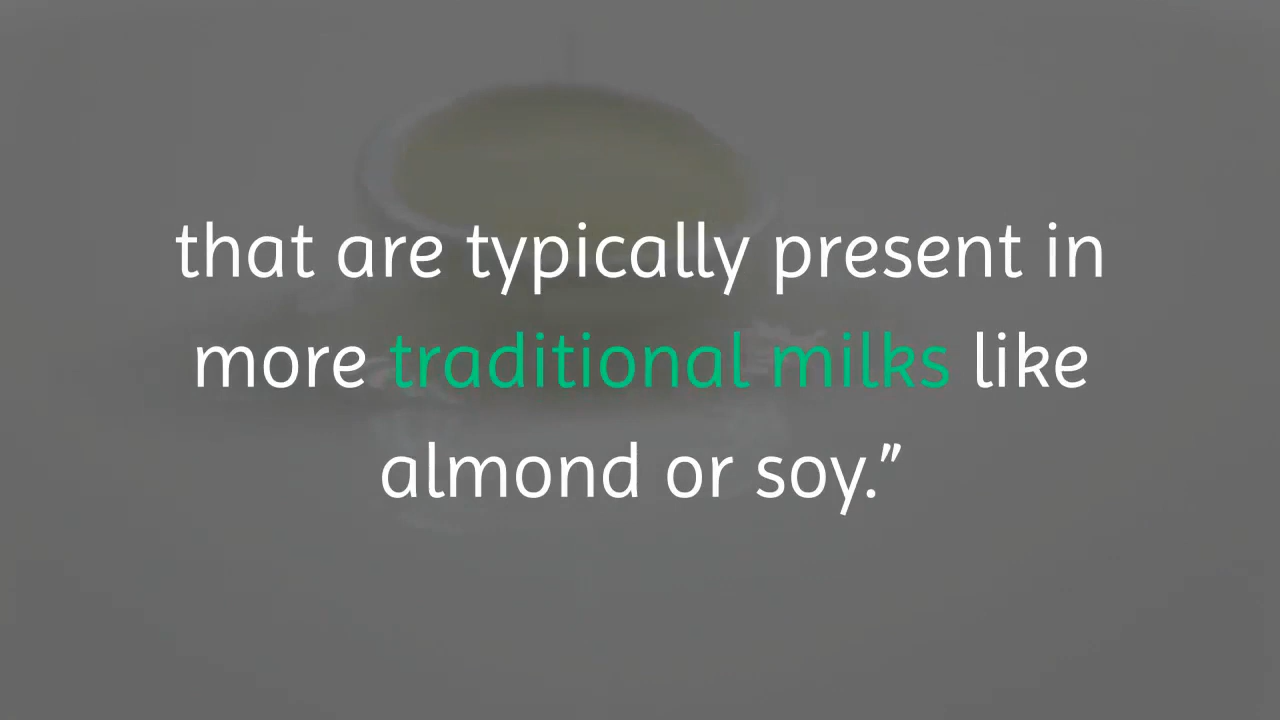 that are typically present in
more traditional milks like
almond or soy.”